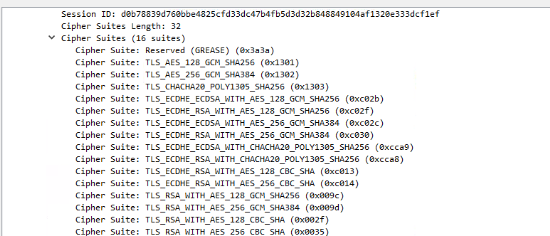 Session ID: d0b78839d760bbe4825cfd33dc47b4fb5d3d32b848849104af1320e333dcf1ef
Cipher Suites Length: 32
Cipher Suites (16 suites)
Cipher Suite: Reserved (GREASE) (0x3a3a)
Cipher Suite: TLS_AES_128_GCM_SHA256 (0x1301)
Cipher Suite: TLS_AES_256_GCM_SHA384 (0x1302)
Cipher Suite: TLS_CHACHA20_POLY1305_SHA256 (0x1303)
Cipher Suite: TLS_ECDHE_ECDSA_WITH_AES_128_GCM_SHA256 (0xc02b)
Cipher Suite: TLS_ECDHE_RSA_WITH_AES_128_GCM_SHA256 (0xc02f)
Cipher Suite: TLS_ECDHE_ECDSA_WITH_AES_256_GCM_SHA384 (0xc02c)
Cipher Suite: TLS_ECDHE_RSA_WITH_AES_256_GCM_SHA384 (0xc030)
Cipher Suite: TLS_ECDHE_ECDSA_WITH_CHACHA20_POLY1305_SHA256 (0xcca9)
Cipher Suite: TLS_ECDHE_RSA_WITH_CHACHA20_POLY1305_SHA256 (0xcca8)
Cipher Suite: TLS_ECDHE_RSA_WITH_AES_128_CBC_SHA (0xc013)
Cipher Suite: TLS_ECDHE_RSA_WITH_AES_256_CBC_SHA (0xc014)
Cipher Suite: TLS_RSA_WITH_AES_128_GCM_SHA256 (0x009c)
Cipher Suite: TLS_RSA_WITH_AES_256_GCM_SHA384 (0x009d)
Cipher Suite: TLS_RSA_WITH_AES_128_CBC_SHA (0x002f)
Cipher Suite: TLS_RSA_WITH_AES_256_CBC_SHA (0x0035)